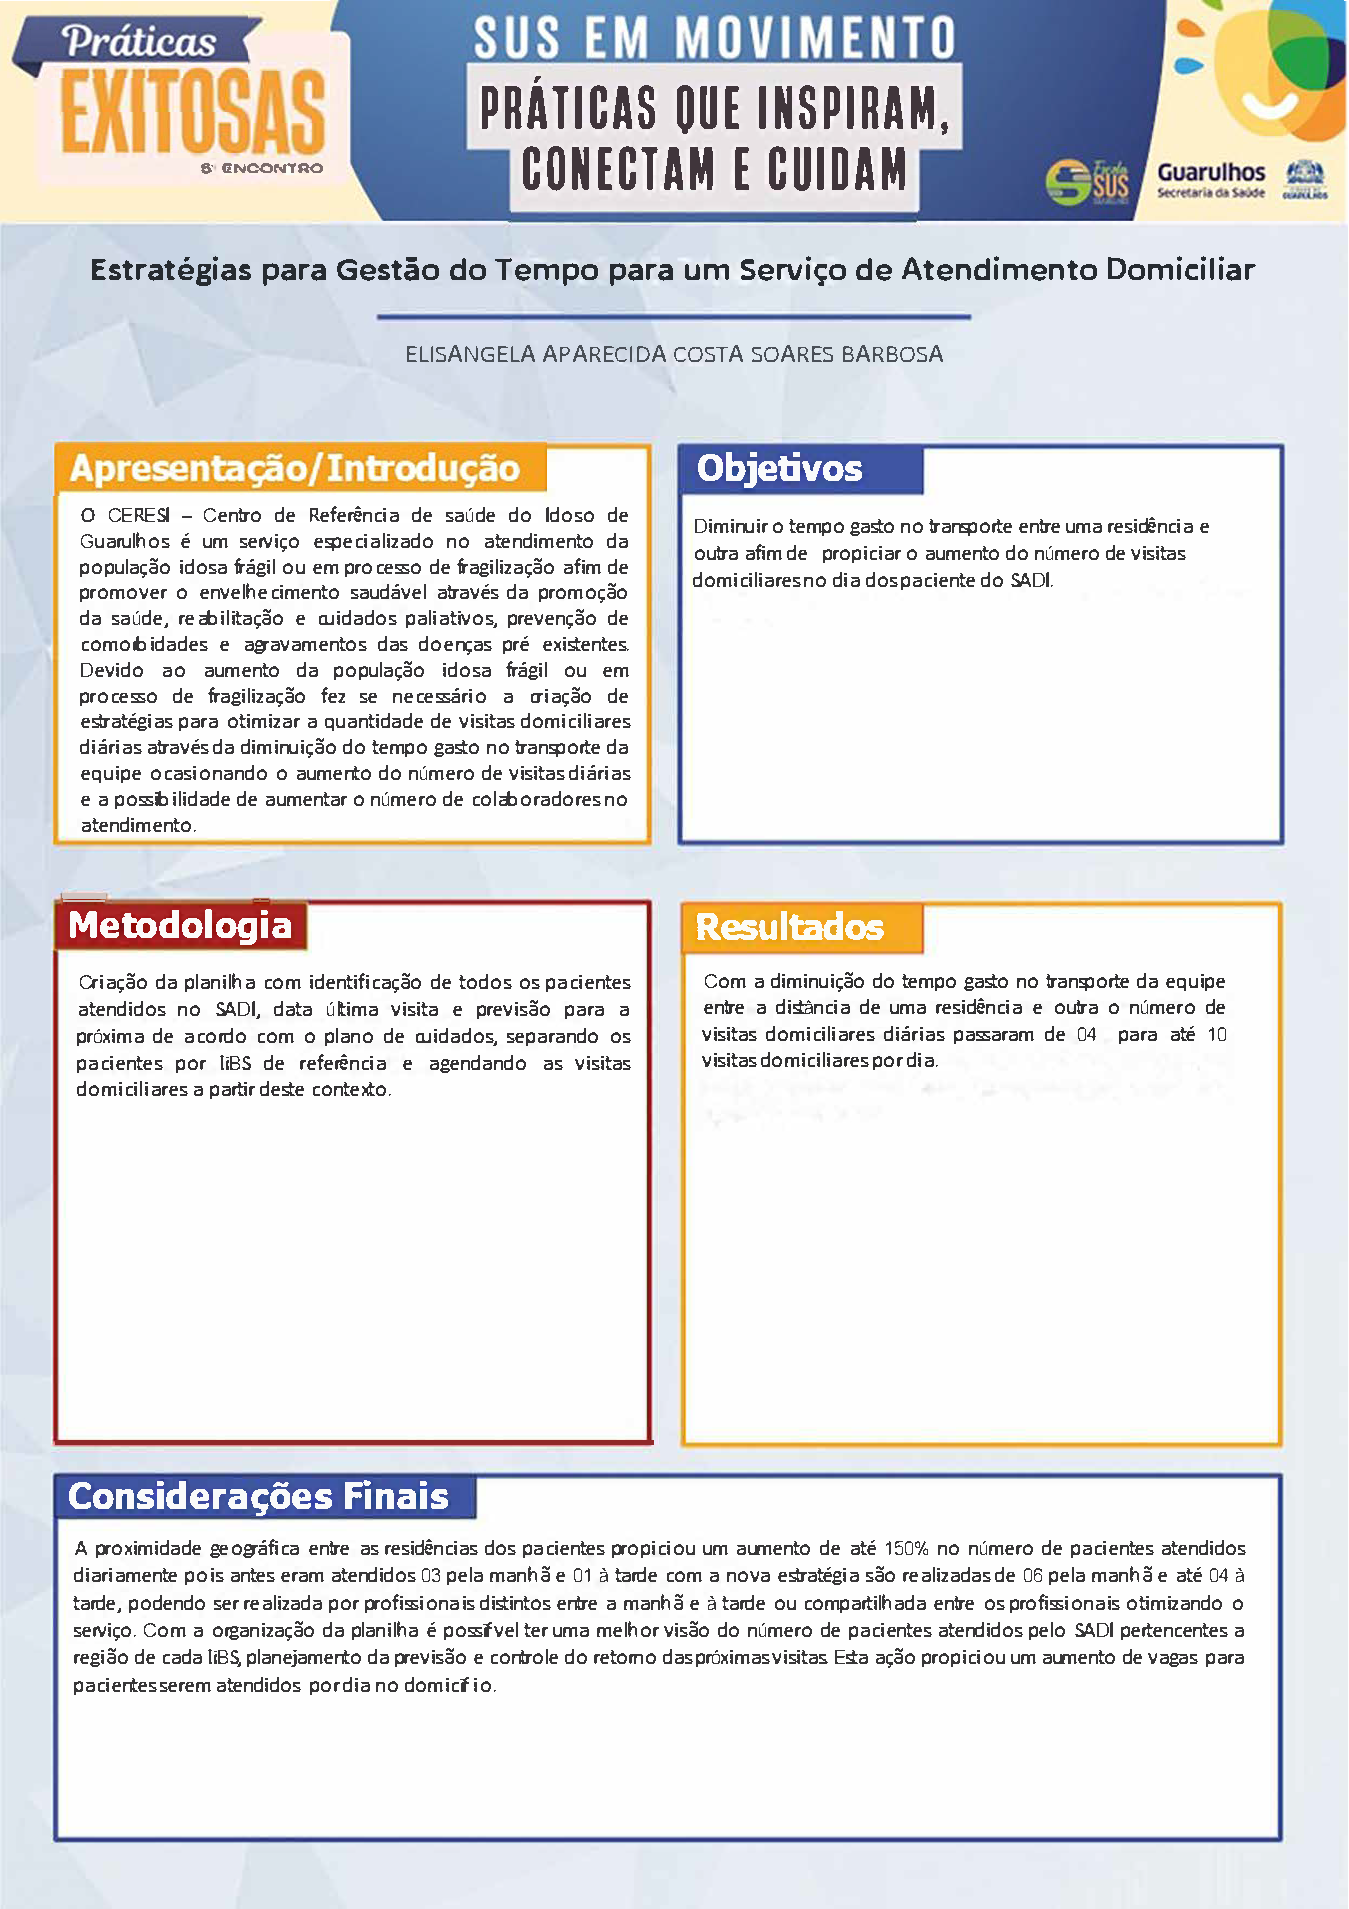 Práticas
EXITOSAS
6º ENCONTRO
SUS EM MOVIMENTO
PRÁTICAS QUE INSPIRAM,
CONECTAM E CUIDAM
Escola
SUS
Guarulhos
Secretaria da Saúde
GUARULHOS
Estratégias para Gestão do Tempo para um Serviço de Atendimento Domiciliar
ELISANGELA APARECIDA COSTA SOARES BARBOSA
Apresentação/Introdução
O CERESI – Centro de Referência de saúde do Idoso de
Guarulhos é um serviço especializado no atendimento da
população idosa frágil ou em processo de fragilização afim de
promover o envelhecimento saudável através da promoção
da saúde, reabilitação e cuidados paliativos, prevenção de
comorbidades e agravamentos das doenças pré existentes.
Devido ao aumento da população idosa frágil ou em
processo de fragilização fez se necessário a criação de
estratégias para otimizar a quantidade de visitas domiciliares
diárias através da diminuição do tempo gasto no transporte da
equipe ocasionando o aumento do número de visitas diárias
e a possibilidade de aumentar o número de colaboradores no
atendimento.
Objetivos
Diminuir o tempo gasto no transporte entre uma residência e
outra afim de propiciar o aumento do número de visitas
domiciliares no dia dos paciente do SADI.
Metodologia
Criação da planilha com identificação de todos os pacientes
atendidos no SADI, data última visita e previsão para a
próxima de acordo com o plano de cuidados, separando os
pacientes por UBS de referência e agendando as visitas
domiciliares a partir deste contexto.
Resultados
Com a diminuição do tempo gasto no transporte da equipe
entre a distância de uma residência e outra o número de
visitas domiciliares diárias passaram de 04 para até 10
visitas domiciliares por dia.
Considerações Finais
A proximidade geográfica entre as residências dos pacientes propiciou um aumento de até 150% no número de pacientes atendidos
diariamente pois antes eram atendidos 03 pela manhã e 01 à tarde com a nova estratégia são realizadas de 06 pela manhã e até 04 à
tarde, podendo ser realizada por profissionais distintos entre a manhã e à tarde ou compartilhada entre os profissionais otimizando o
serviço. Com a organização da planilha é possível ter uma melhor visão do número de pacientes atendidos pelo SADI pertencentes a
região de cada UBS, planejamento da previsão e controle do retorno das próximas visitas. Esta ação propiciou um aumento de vagas para
pacientes serem atendidos por dia no domicílio.